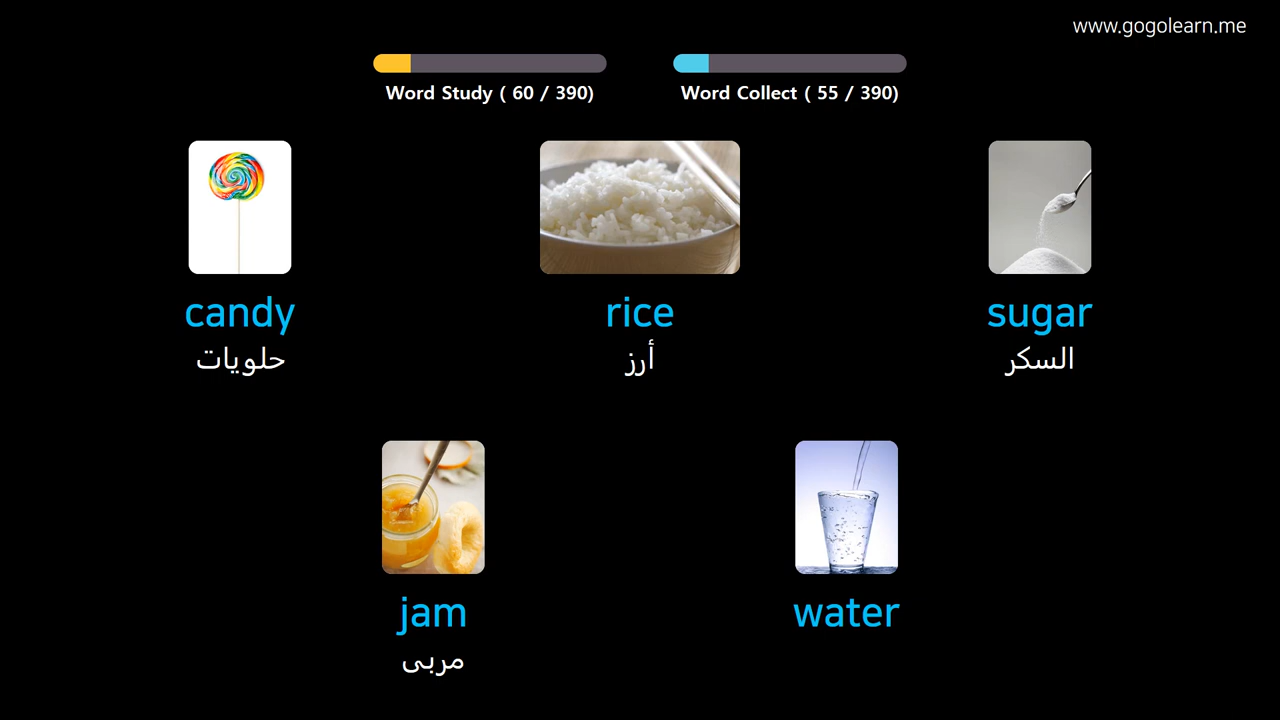 www.gogolearn.me
Word Study ( 60 / 390)
Word Collect ( 55 / 390)
candy
حلويات
rice
أرز
sugar
السكر
jam
مربى
water